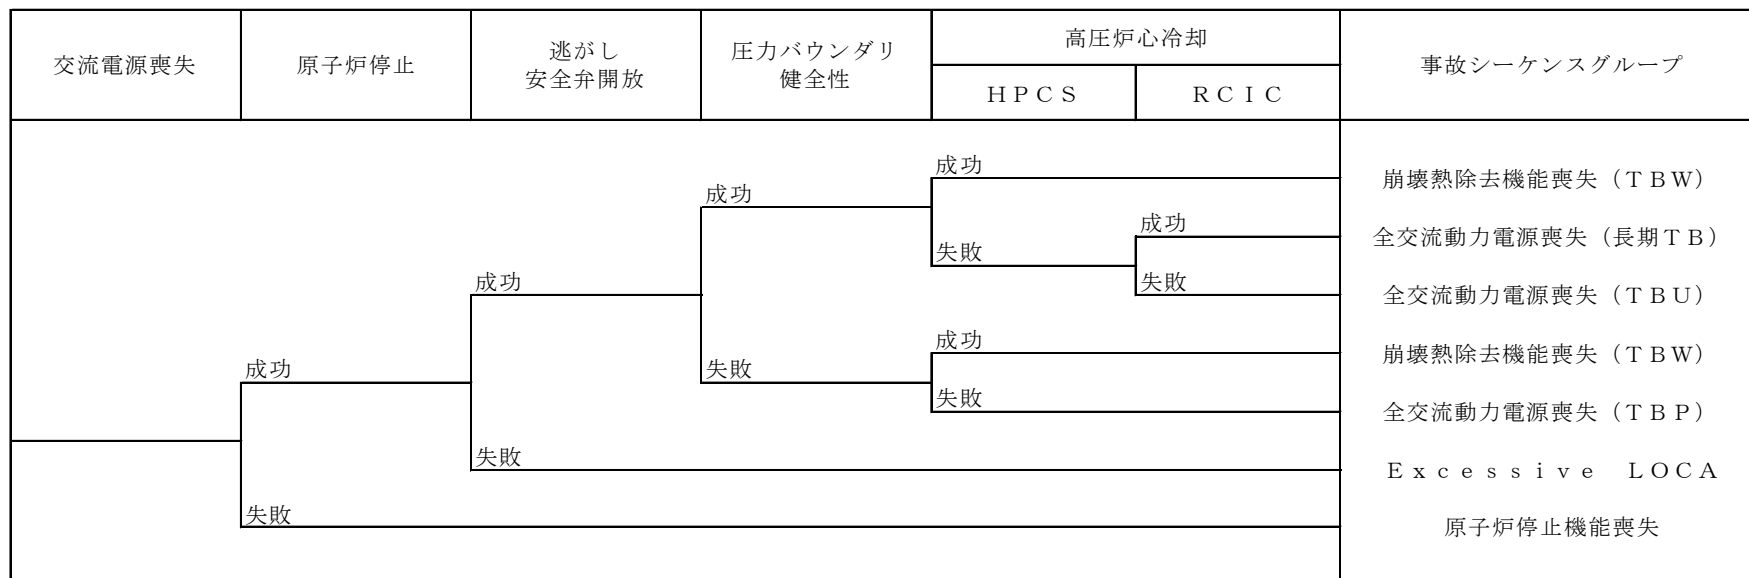 交流電源喪失
原子炉停止
逃がし
安全弁開放
圧力バウンダリ
健全性
高圧炉心冷却
ＨＰＣＳ
ＲＣＩＣ
事故シーケンスグループ
成功
崩壊熱除去機能喪失（ＴＢＷ）
成功
成功
全交流動力電源喪失（長期ＴＢ）
失敗
成功
失敗
全交流動力電源喪失（ＴＢＵ）
成功
崩壊熱除去機能喪失（ＴＢＷ）
成功
失敗
失敗
全交流動力電源喪失（ＴＢＰ）
失敗
Ｅｘｃｅｓｓｉｖｅ　ＬＯＣＡ
失敗
原子炉停止機能喪失